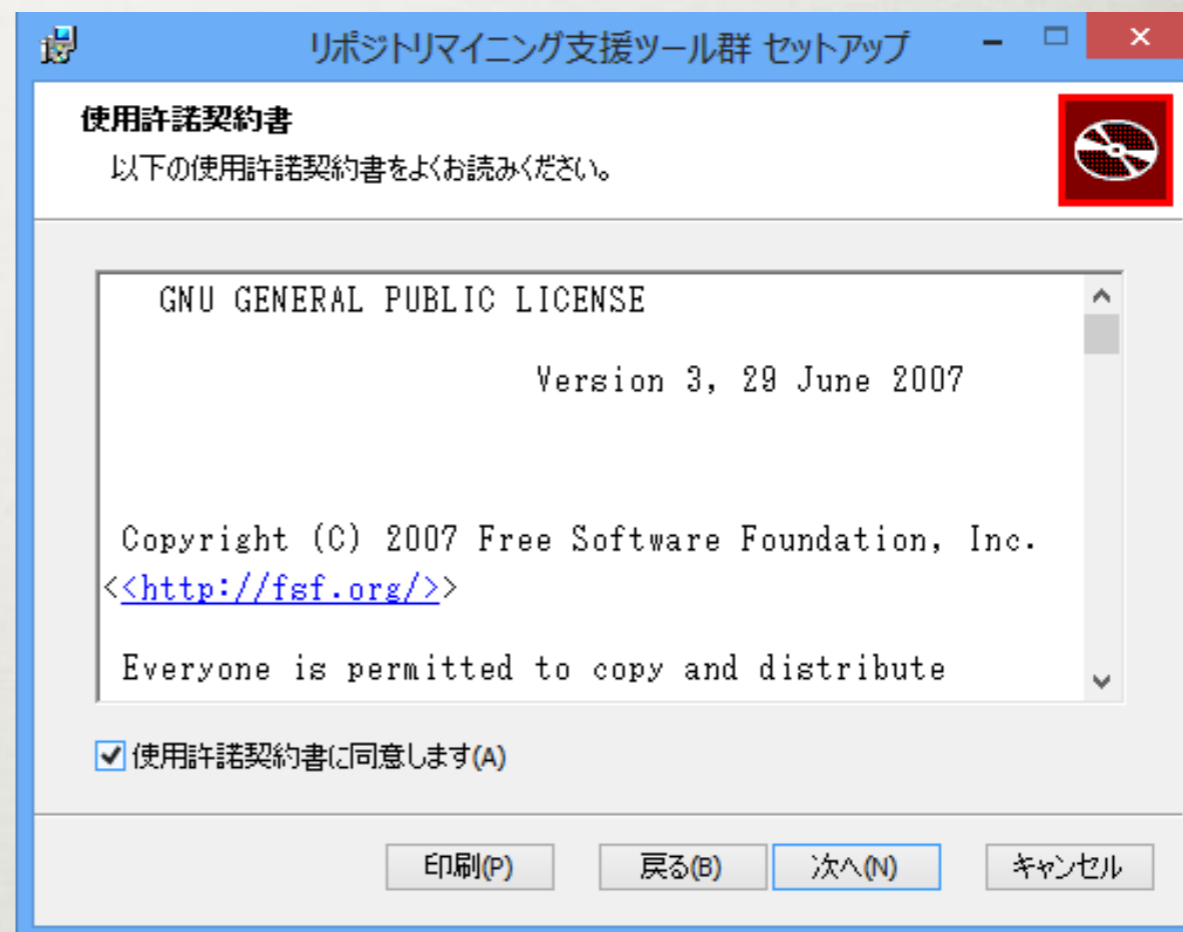 リポジトリマイニング支援ツール群 セットアップ
使用許諾契約書
以下の使用許諾契約書をよくお読みください。
GNU GENERAL PUBLIC LICENSE
Version 3, 29 June 2007
Copyright (C) 2007 Free Software Foundation, Inc.
<<http://fsf.org/>>
Everyone is permitted to copy and distribute
使用許諾契約書に同意します(A)
印刷(P) 戻る(B) 次へ(N) キャンセル